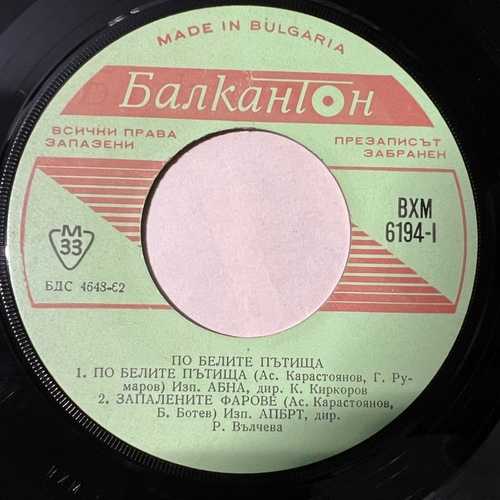 MADE IN BULGARIA
Балкантон
ВСИЧКИ ПРАВА
ЗАПАЗЕНИ
ПРЕЗАПИСЪТ
ЗАБРАНЕН
М
33
ВХМ
6194-I
БДС 4643-62
ПО БЕЛИТЕ ПЪТИЩА
1. ПО БЕЛИТЕ ПЪТИЩА (Ас. Карастоянов, Г. Ру-
маров) Изп. АБНА, дир. К. Киркоров
2. ЗАПАЛЕНИТЕ ФАРОВЕ (Ас. Карастоянов,
Б. Ботев) Изп. АПБРТ, дир.
Р. Вълчева